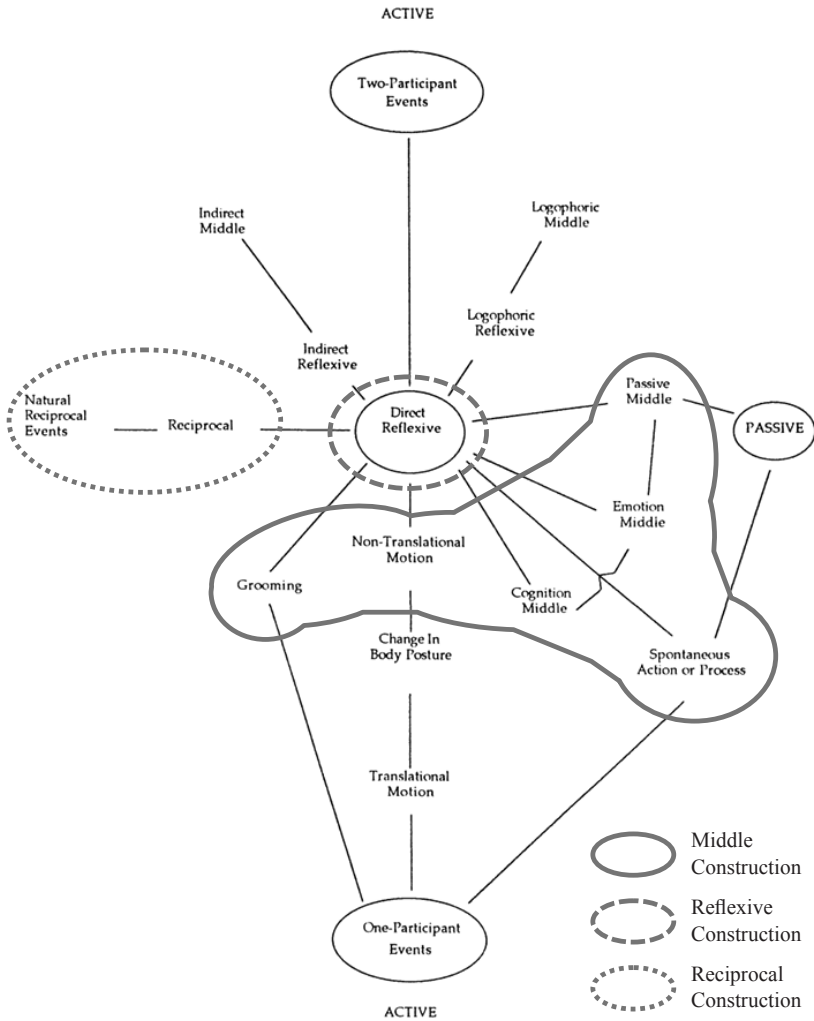 ACTIVE
Two-Participant
Events
Indirect
Middle
Logophoric
Middle
Logophoric
Reflexive
Indirect
Reflexive
Natural
Reciprocal
Events
Reciprocal
Direct
Reflexive
Passive
Middle
PASSIVE
Emotion
Middle
Non-Translational
Motion
Grooming
Cognition
Middle
Change In
Body Posture
Spontaneous
Action or Process
Translational
Motion
One-Participant
Events
ACTIVE
Middle
Construction
Reflexive
Construction
Reciprocal
Construction